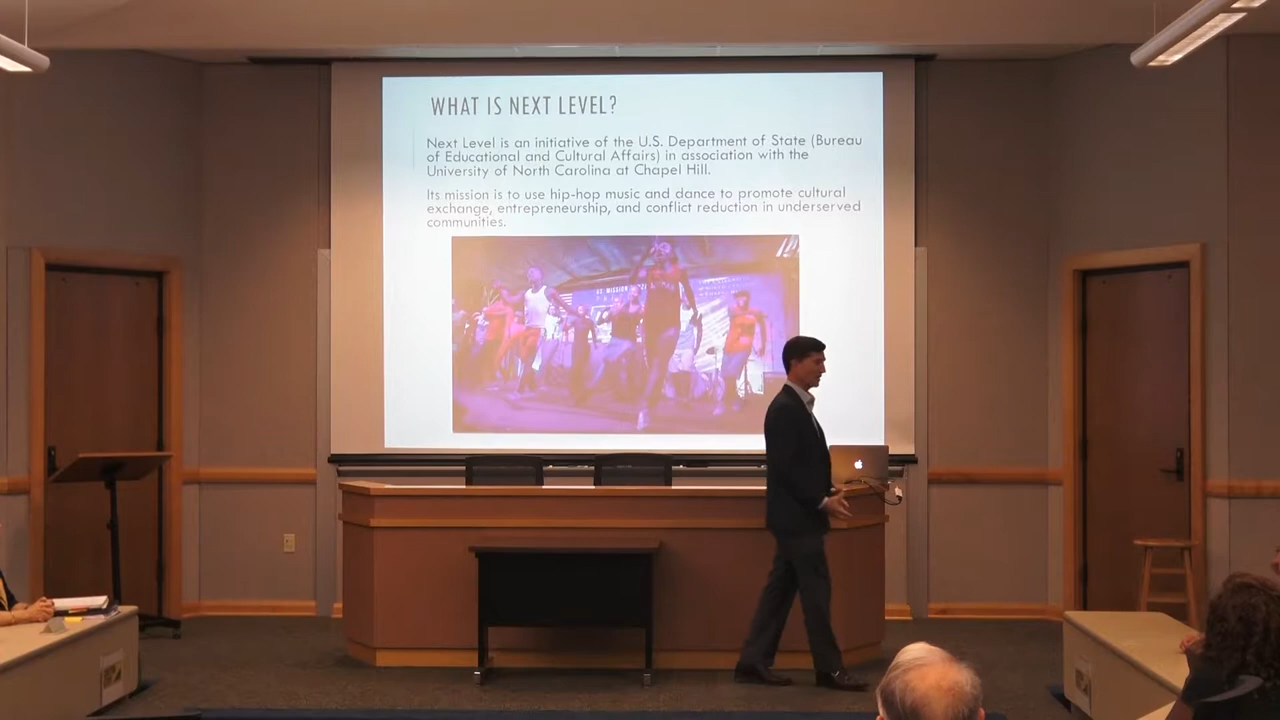 WHAT IS NEXT LEVEL?
Next Level is an initiative of the U.S. Department of State (Bureau
of Educational and Cultural Affairs) in association with the
University of North Carolina at Chapel Hill.
Its mission is to use hip-hop music and dance to promote cultural
exchange, entrepreneurship, and conflict reduction in underserved
communities.